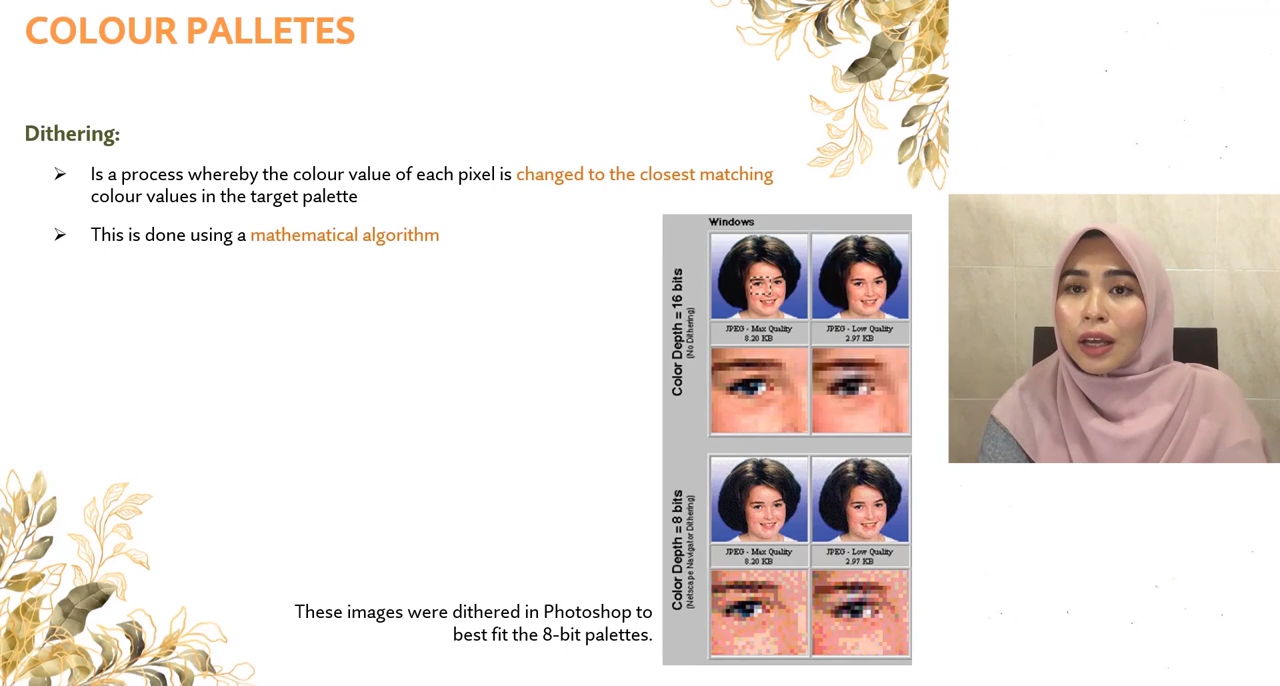 COLOUR PALLETES
Dithering:
➤ Is a process whereby the colour value of each pixel is changed to the closest matching
colour values in the target palette
➤ This is done using a mathematical algorithm
Windows
Color Depth = 16 bits
(No Dithering)
JPEG - Max Quality
8.20 KB
JPEG - Low Quality
2.97 KB
Color Depth = 8 bits
(Netscape Navigator Dithering)
JPEG - Max Quality
8.20 KB
JPEG - Low Quality
2.97 KB
These images were dithered in Photoshop to
best fit the 8-bit palettes.